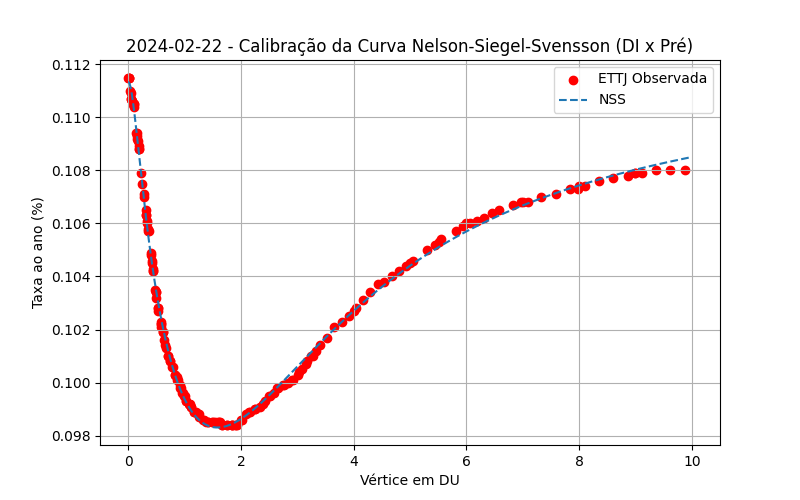 2024-02-22 - Calibração da Curva Nelson-Siegel-Svensson (DI x Pré)
ETTJ Observada
NSS
Taxa ao ano (%)
0.112
0.110
0.108
0.106
0.104
0.102
0.100
0.098
0 2 4 6 8 10
Vértice em DU